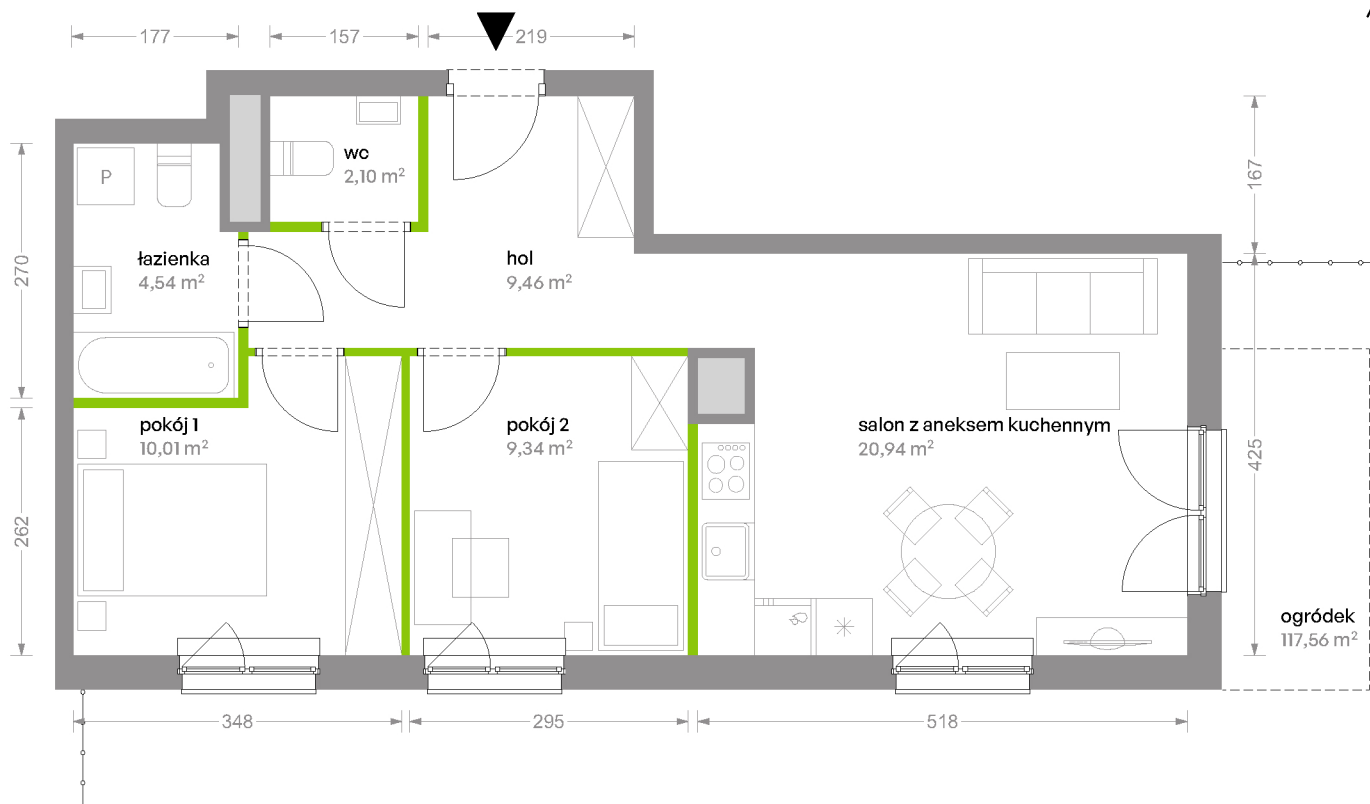 177
157
219
wc
2,10 m²
P
łazienka
4,54 m²
hol
9,46 m²
270
167
pokój 1
10,01 m²
pokój 2
9,34 m²
salon z aneksem kuchennym
20,94 m²
262
425
ogródek
117,56 m²
348
295
518